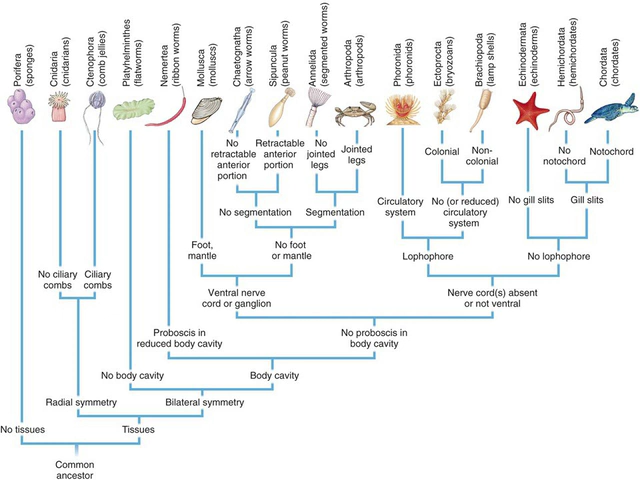 Porifera
(sponges)
Cnidaria
(cnidarians)
Ctenophora
(comb jellies)
Platyhelminthes
(flatworms)
Nemertea
(ribbon worms)
Mollusca
(molluscs)
Chaetognatha
(arrow worms)
Sipuncula
(peanut worms)
Annelida
(segmented worms)
Arthropoda
(arthropods)
Phoronida
(phoronids)
Ectoprocta
(bryozoans)
Brachiopoda
(lamp shells)
Echinodermata
(echinoderms)
Hemichordata
(hemichordates)
Chordata
(chordates)
No
retractable
anterior
portion
Retractable
anterior
portion
No
jointed
legs
Jointed
legs
Colonial
Non-
colonial
No
notochord
Notochord
No segmentation
Segmentation
Circulatory
system
No (or reduced)
circulatory
system
No gill slits
Gill slits
Foot,
mantle
No foot
or mantle
Lophophore
No lophophore
No ciliary
combs
Ciliary
combs
Ventral nerve
cord or ganglion
Nerve cord(s) absent
or not ventral
Proboscis in
reduced body cavity
No proboscis in
body cavity
No body cavity
Body cavity
Radial symmetry
Bilateral symmetry
No tissues
Tissues
Common
ancestor